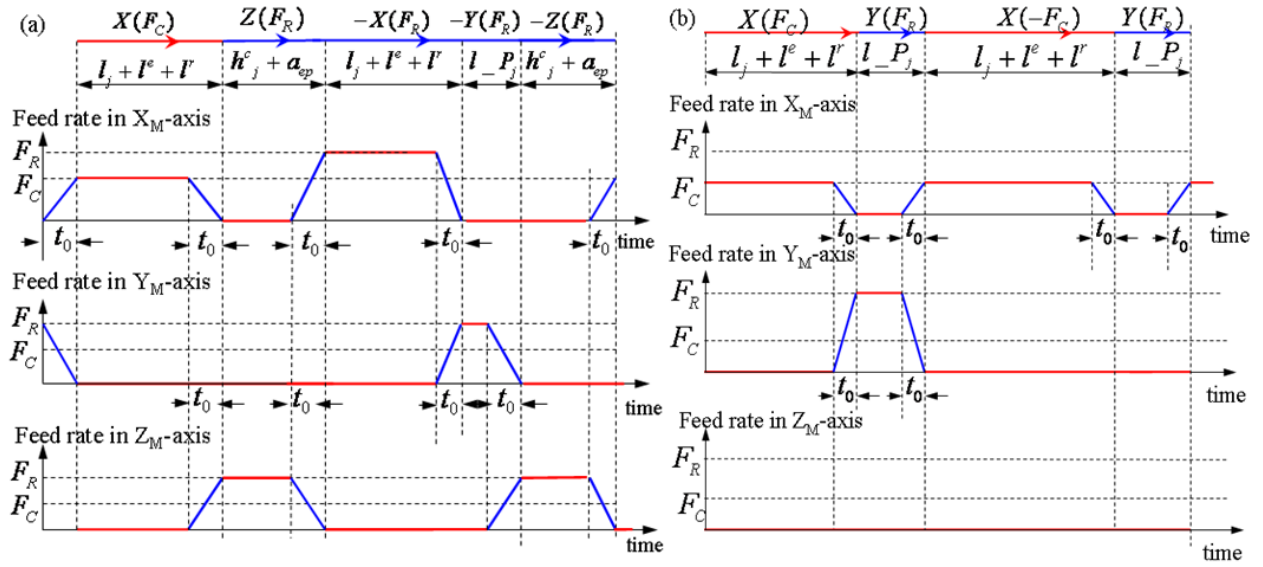 (a)
X(F_C) Z(F_R) -X(F_R) -Y(F_R) -Z(F_R)
l_j + l^e + l^r h^c_j + a_ep l_j + l^e + l^r l_P_j h^c_j + a_ep
Feed rate in X_M-axis
F_R
F_C
t_0 t_0 t_0 t_0 t_0 time
Feed rate in Y_M-axis
F_R
F_C
t_0 t_0 t_0 t_0 time
Feed rate in Z_M-axis
F_R
F_C
time
(b)
X(F_C) Y(F_R) X(-F_C) Y(F_R)
l_j + l^e + l^r l_P_j l_j + l^e + l^r l_P_j
Feed rate in X_M-axis
F_R
F_C
t_0 t_0 t_0 t_0 time
Feed rate in Y_M-axis
F_R
F_C
t_0 t_0 time
Feed rate in Z_M-axis
F_R
F_C
time